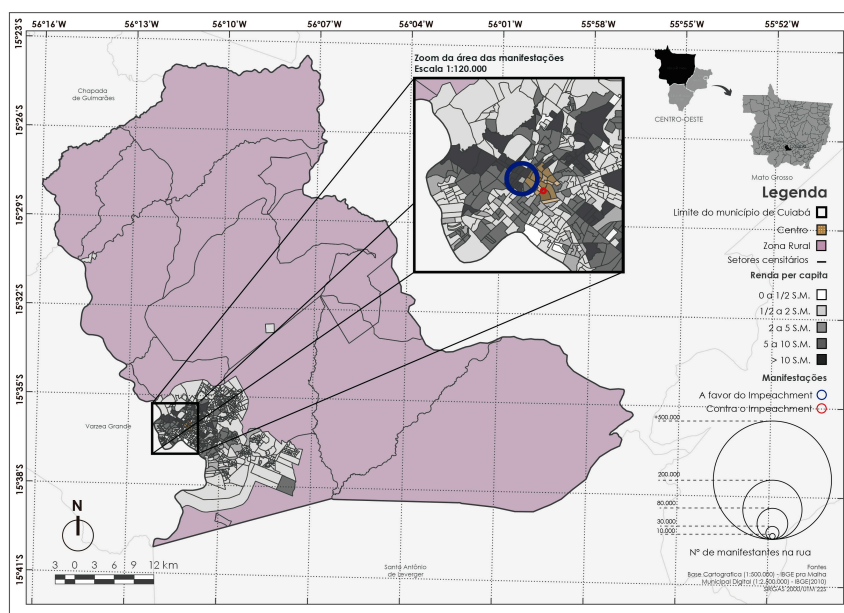 56°16'W 56°13'W 56°10'W 56°07'W 56°04'W 56°01'W 55°58'W 55°55'W 55°52'W
15°23'S
15°26'S
15°29'S
15°32'S
15°35'S
15°38'S
15°41'S
Chapada
de Guimarães
Zoom da área das manifestações
Escala 1:120.000
CENTRO-OESTE
Mato Grosso
Legenda
Limite do município de Cuiabá
Centro
Zona Rural
Setores censitários
Renda per capita
0 a 1/2 S.M.
1/2 a 2 S.M.
2 a 5 S.M.
5 a 10 S.M.
> 10 S.M.
Manifestações
A favor do Impeachment
Contra o Impeachment
+500.000
200.000
80.000
30.000
10.000
N° de manifestantes na rua
Varzea Grande
N
3 0 3 6 9 12 km
Santo Antônio
de Leverger
Fontes
Base Cartografica (1:500.000) - IBGE pra Malha
Municipal Digital (1:2.500.000) - IBGE(2010)
SIRGAS 2000/UTM 22S